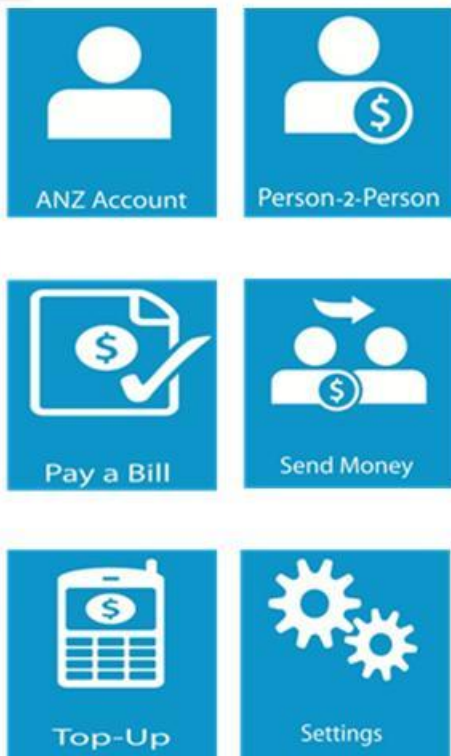 $
ANZ Account
Person-2-Person
$
$
Pay a Bill
Send Money
$
Top-Up
Settings